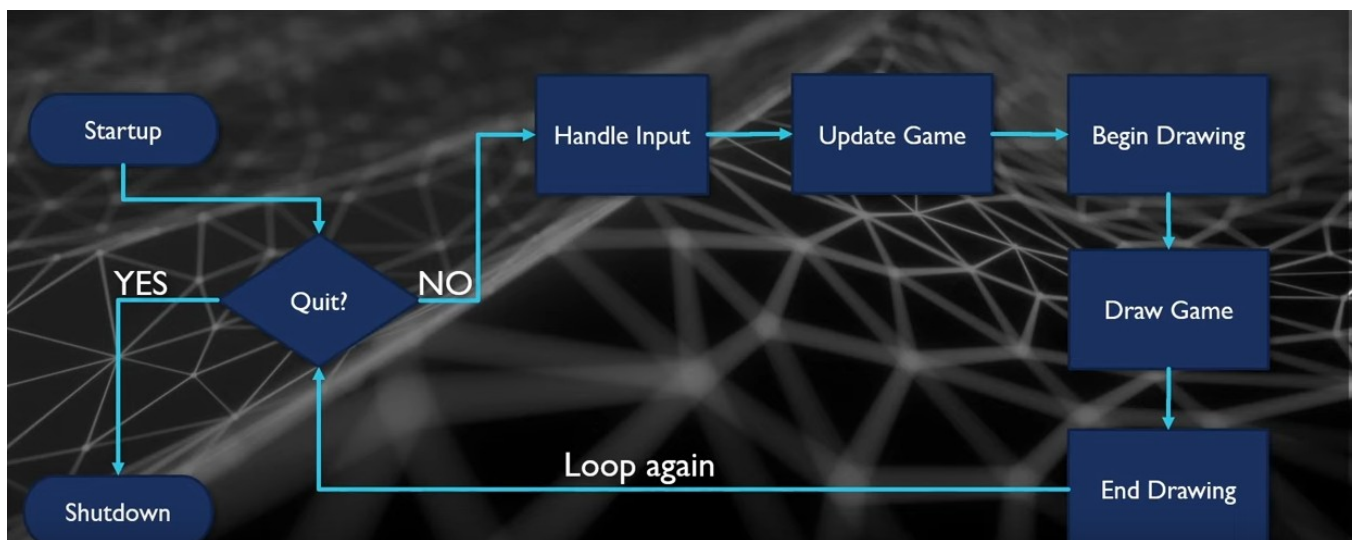 Startup
Handle Input
Update Game
Begin Drawing
YES
Quit?
NO
Draw Game
Loop again
End Drawing
Shutdown